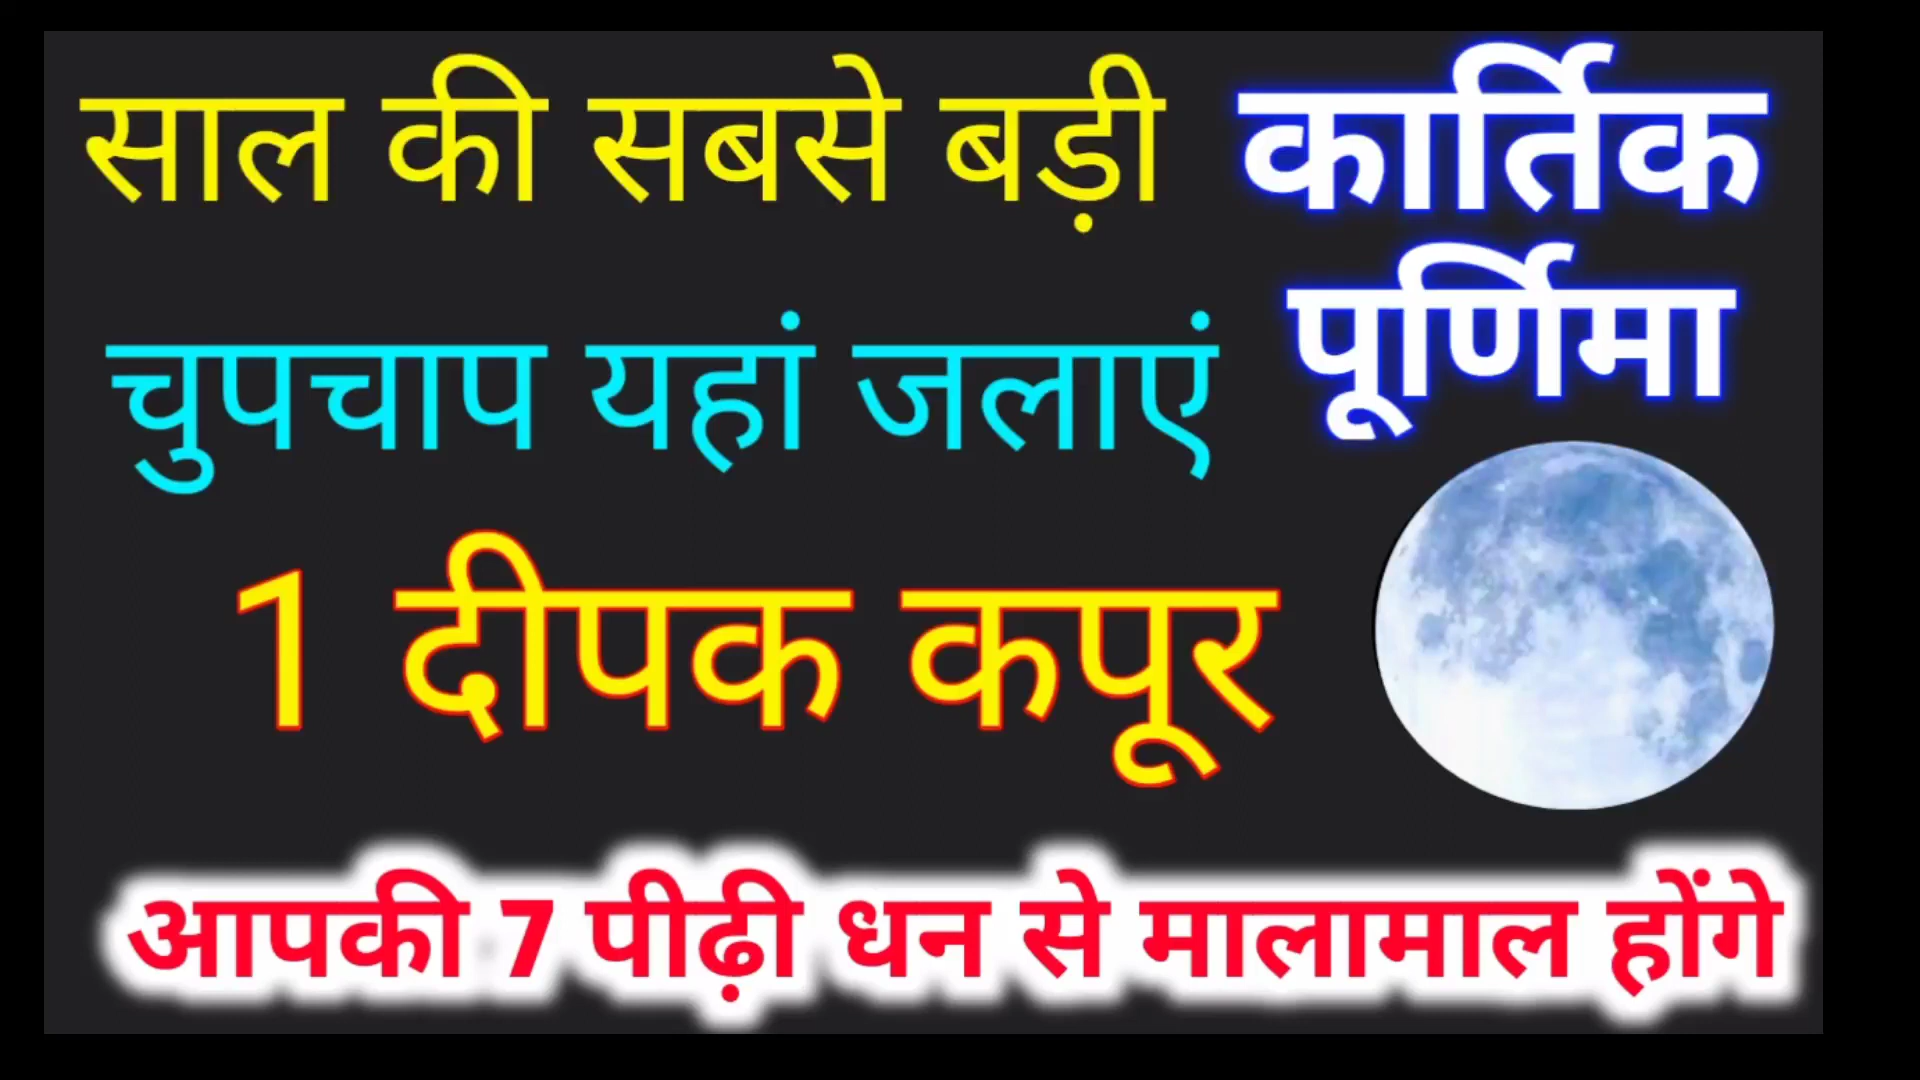 साल की सबसे बड़ी
कार्तिक
पूर्णिमा
चुपचाप यहां जलाएं
1 दीपक कपूर
आपकी 7 पीढ़ी धन से मालामाल होंगे